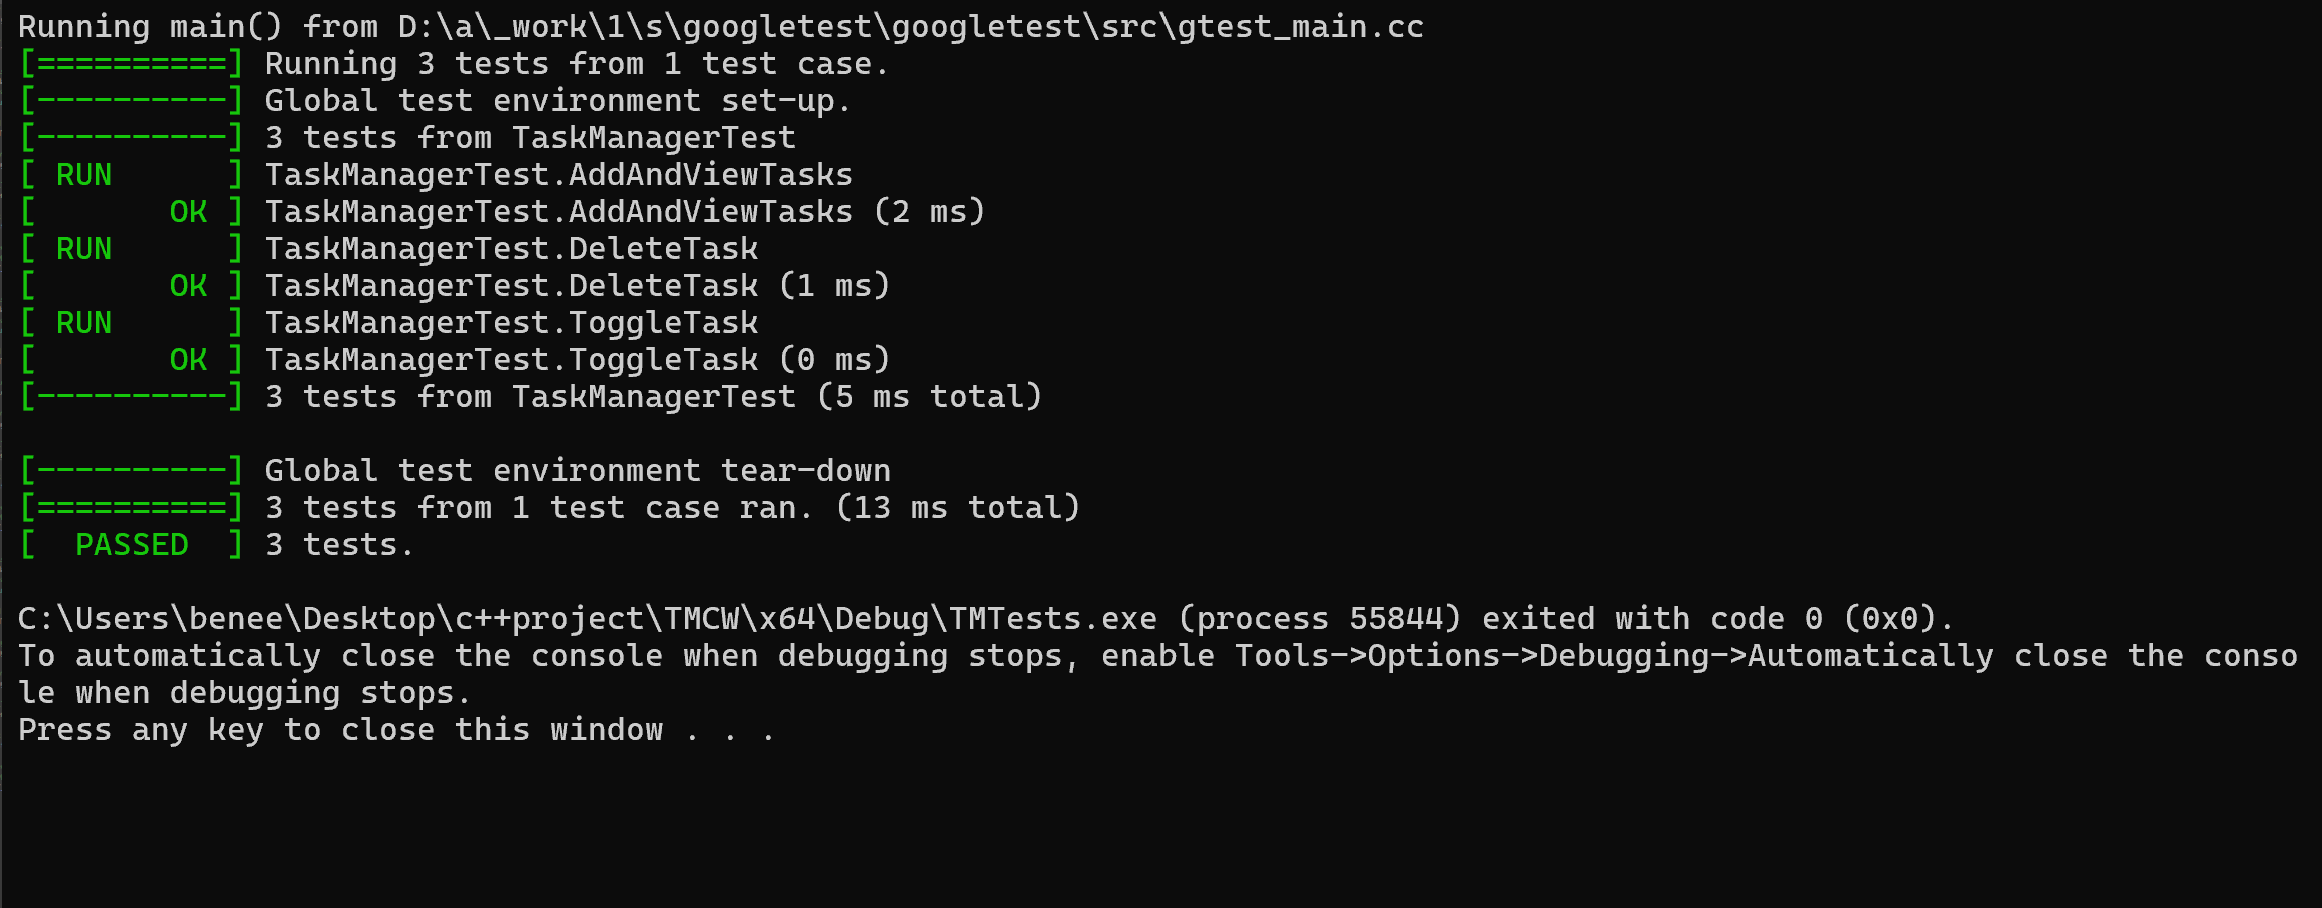 Running main() from D:\a\_work\1\s\googletest\googletest\src\gtest_main.cc
[==========] Running 3 tests from 1 test case.
[----------] Global test environment set-up.
[----------] 3 tests from TaskManagerTest
[ RUN      ] TaskManagerTest.AddAndViewTasks
[       OK ] TaskManagerTest.AddAndViewTasks (2 ms)
[ RUN      ] TaskManagerTest.DeleteTask
[       OK ] TaskManagerTest.DeleteTask (1 ms)
[ RUN      ] TaskManagerTest.ToggleTask
[       OK ] TaskManagerTest.ToggleTask (0 ms)
[----------] 3 tests from TaskManagerTest (5 ms total)

[----------] Global test environment tear-down
[==========] 3 tests from 1 test case ran. (13 ms total)
[  PASSED  ] 3 tests.

C:\Users\benee\Desktop\c++project\TMCW\x64\Debug\TMTests.exe (process 55844) exited with code 0 (0x0).
To automatically close the console when debugging stops, enable Tools->Options->Debugging->Automatically close the conso
le when debugging stops.
Press any key to close this window . . .